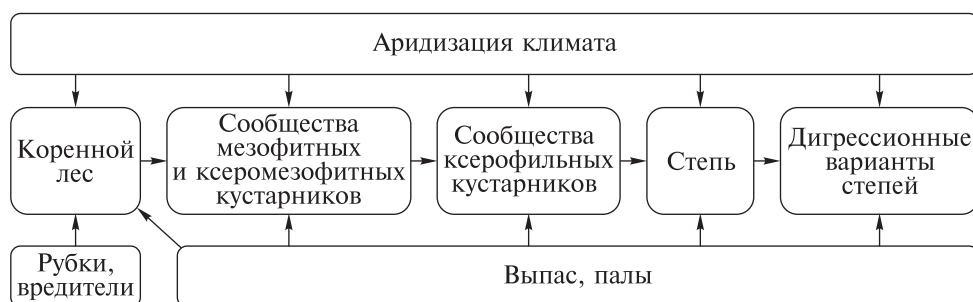 Аридизация климата
Коренной
лес
Сообщества
мезофитных
и ксеромезофитных
кустарников
Сообщества
ксерофильных
кустарников
Степь
Дигрессионные
варианты
степей
Рубки,
вредители
Выпас, палы